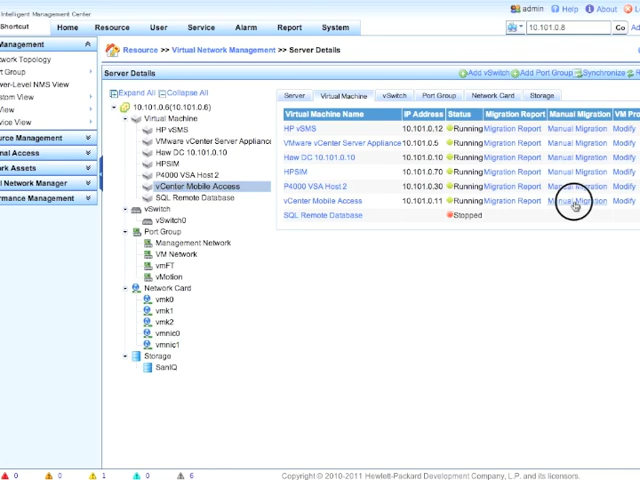 Intelligent Management Center
admin Help About
Shortcut Home Resource User Service Alarm Report System 10.101.0.8 Go
Management
Resource >> Virtual Network Management >> Server Details
twork Topology
rt Group
wer-Level NMS View
stom View
View
vice View
urce Management
nal Access
rk Assets
l Network Manager
rmance Management
Server Details
Add vSwitch Add Port Group Synchronize
Expand All Collapse All
10.101.0.6(10.101.0.6)
Virtual Machine
HP vSMS
VMware vCenter Server Applianc
Haw DC 10.101.0.10
HPSIM
P4000 VSA Host 2
vCenter Mobile Access
SQL Remote Database
vSwitch
vSwitch0
Port Group
Management Network
VM Network
vmFT
vMotion
Network Card
vmk0
vmk1
vmk2
vmnic0
vmnic1
Storage
SanIQ
Server Virtual Machine vSwitch Port Group Network Card Storage
Virtual Machine Name IP Address Status Migration Report Manual Migration VM Pro
HP vSMS 10.101.0.12 Running Migration Report Manual Migration Modify
VMware vCenter Server Appliance 10.101.0.5 Running Migration Report Manual Migration Modify
Haw DC 10.101.0.10 10.101.0.10 Running Migration Report Manual Migration Modify
HPSIM 10.101.0.70 Running Migration Report Manual Migration Modify
P4000 VSA Host 2 10.101.0.30 Running Migration Report Manual Migration Modify
vCenter Mobile Access 10.101.0.11 Running Migration Report Manual Migration Modify
SQL Remote Database Stopped
0 0 1 0 6
Copyright © 2010-2011 Hewlett-Packard Development Company, L.P. and its licensors.